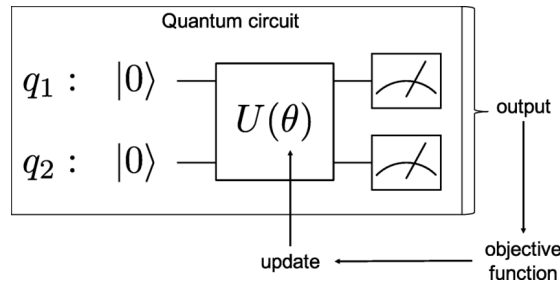 Quantum circuit
q₁ : |0⟩
U(θ)
q₂ : |0⟩
output
update
objective
function